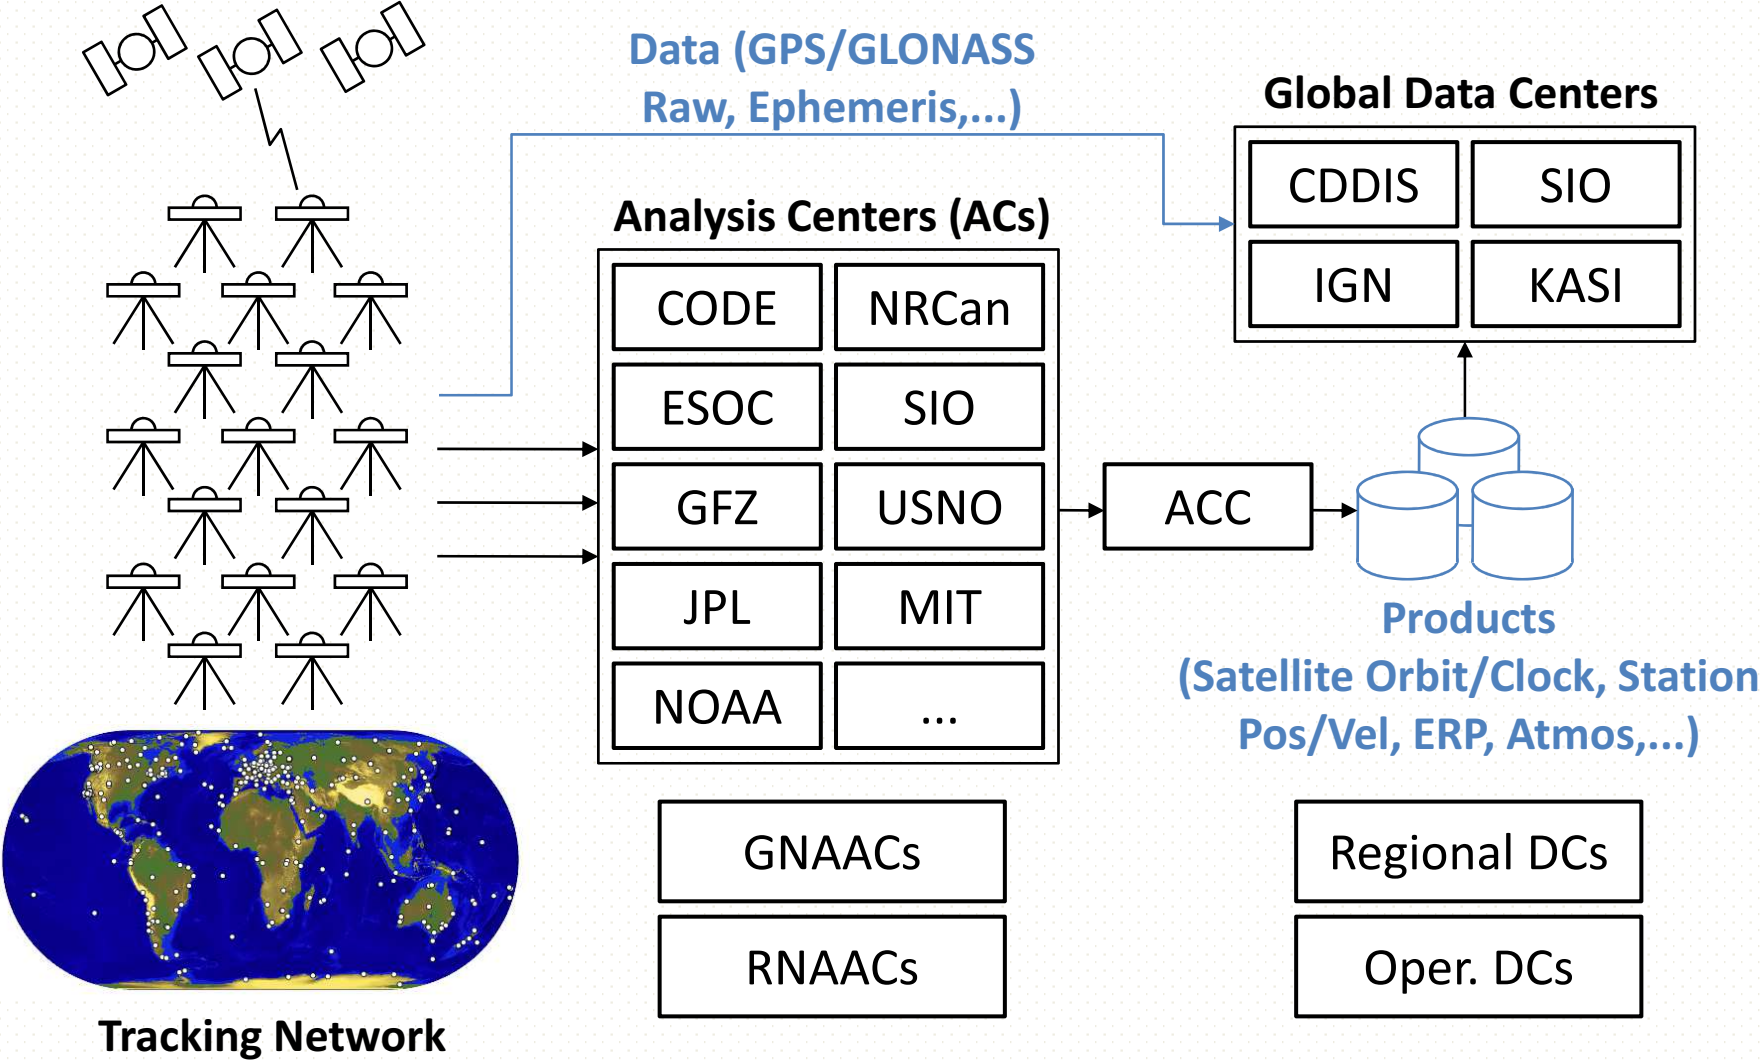 Data (GPS/GLONASS
Raw, Ephemeris,...)
Global Data Centers
CDDIS
SIO
IGN
KASI
Analysis Centers (ACs)
CODE
NRCan
ESOC
SIO
GFZ
USNO
JPL
MIT
NOAA
...
ACC
Products
(Satellite Orbit/Clock, Station
Pos/Vel, ERP, Atmos,...)
GNAACs
RNAACs
Regional DCs
Oper. DCs
Tracking Network